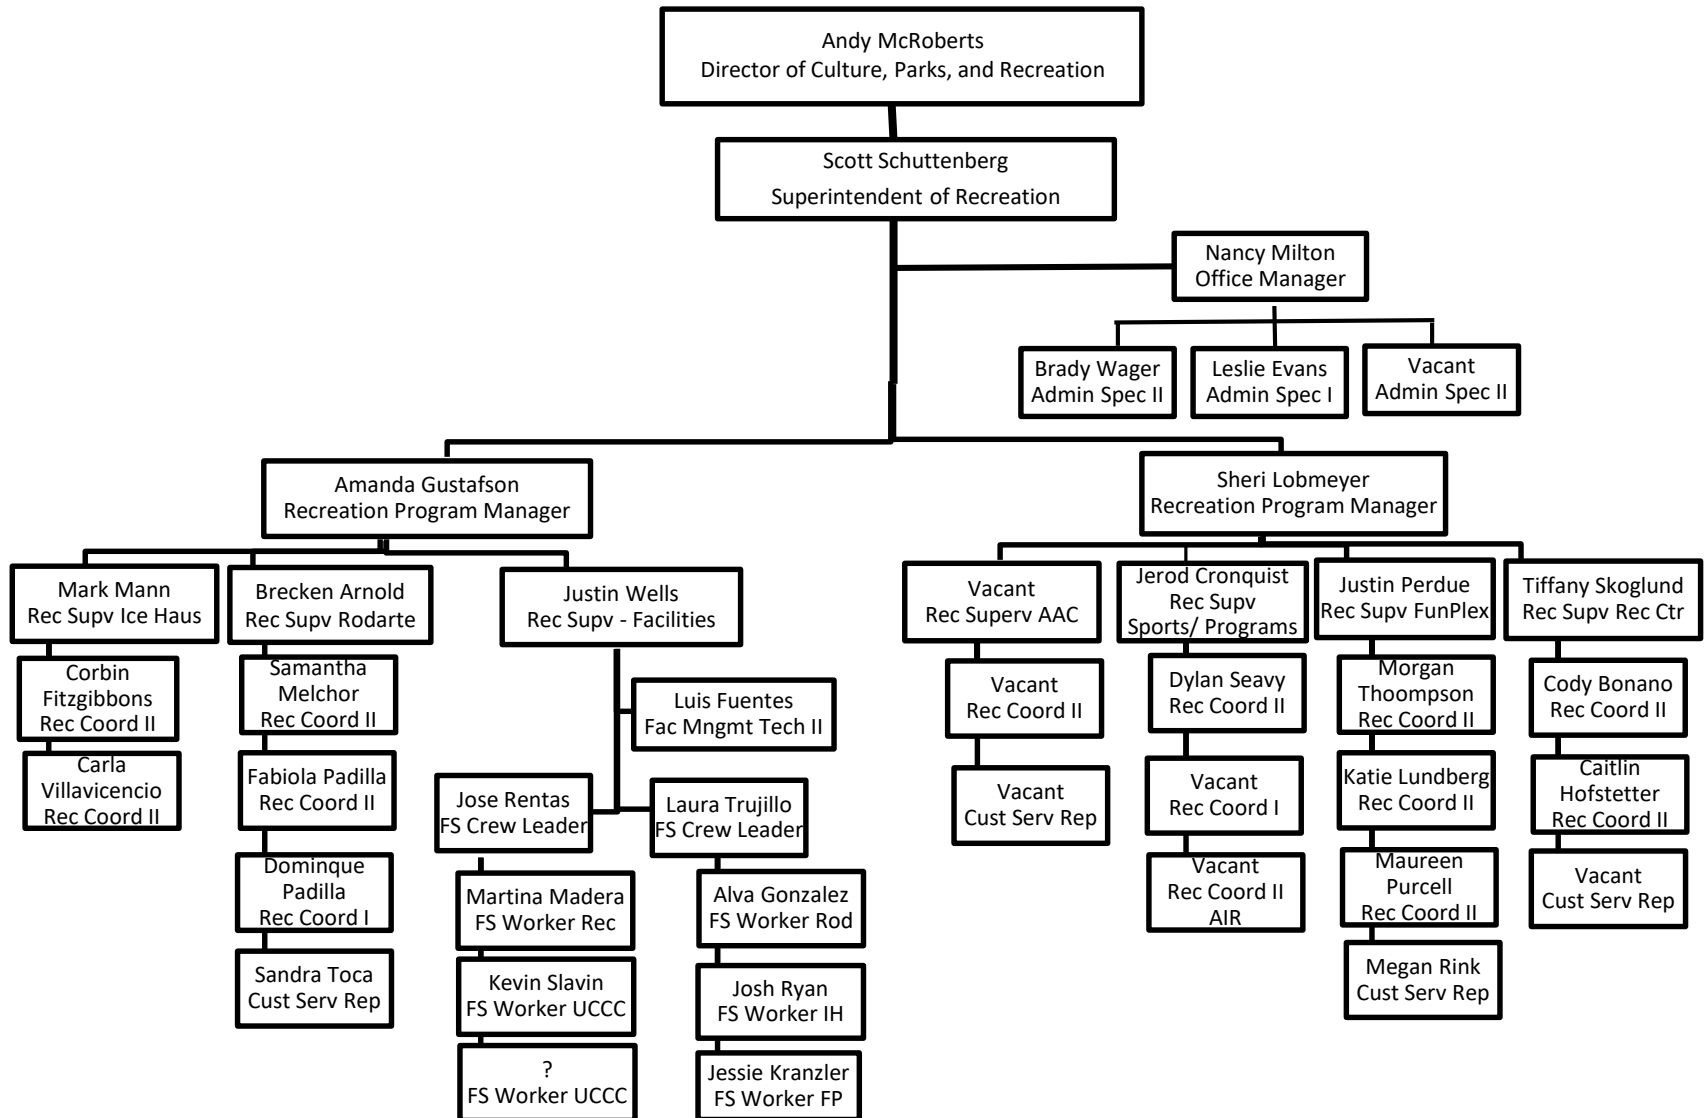 Andy McRoberts
Director of Culture, Parks, and Recreation
Scott Schuttenberg
Superintendent of Recreation
Nancy Milton
Office Manager
Brady Wager
Admin Spec II
Leslie Evans
Admin Spec I
Vacant
Admin Spec II
Amanda Gustafson
Recreation Program Manager
Sheri Lobmeyer
Recreation Program Manager
Mark Mann
Rec Supv Ice Haus
Corbin
Fitzgibbons
Rec Coord II
Carla
Villavicencio
Rec Coord II
Brecken Arnold
Rec Supv Rodarte
Samantha
Melchor
Rec Coord II
Fabiola Padilla
Rec Coord II
Dominque
Padilla
Rec Coord I
Sandra Toca
Cust Serv Rep
Justin Wells
Rec Supv - Facilities
Luis Fuentes
Fac Mngmt Tech II
Jose Rentas
FS Crew Leader
Martina Madera
FS Worker Rec
Kevin Slavin
FS Worker UCCC
?
FS Worker UCCC
Laura Trujillo
FS Crew Leader
Alva Gonzalez
FS Worker Rod
Josh Ryan
FS Worker IH
Jessie Kranzler
FS Worker FP
Vacant
Rec Superv AAC
Vacant
Rec Coord II
Vacant
Cust Serv Rep
Jerod Cronquist
Rec Supv
Sports/ Programs
Dylan Seavy
Rec Coord II
Vacant
Rec Coord I
Vacant
Rec Coord II
AIR
Justin Perdue
Rec Supv FunPlex
Morgan
Thoompson
Rec Coord II
Katie Lundberg
Rec Coord II
Maureen
Purcell
Rec Coord II
Megan Rink
Cust Serv Rep
Tiffany Skoglund
Rec Supv Rec Ctr
Cody Bonano
Rec Coord II
Caitlin
Hofstetter
Rec Coord II
Vacant
Cust Serv Rep